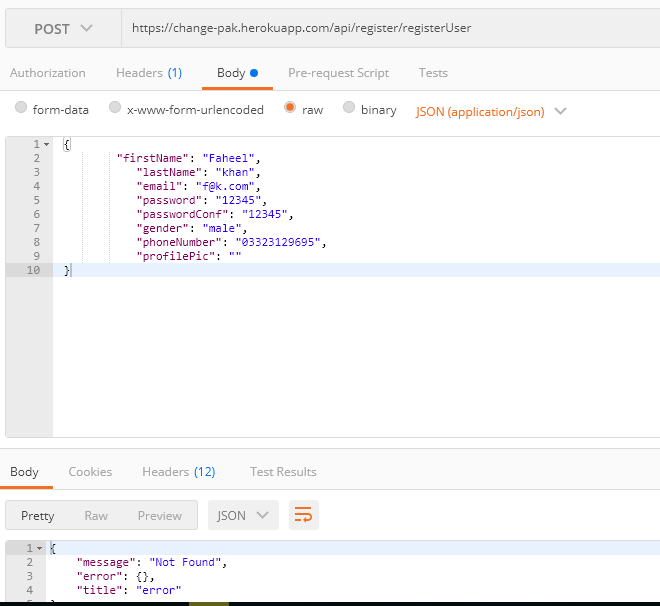 POST https://change-pak.herokuapp.com/api/register/registerUser
Authorization Headers (1) Body Pre-request Script Tests
form-data x-www-form-urlencoded raw binary JSON (application/json)
1 {
2 "firstName": "Faheel",
3 "lastName": "khan",
4 "email": "f@k.com",
5 "password": "12345",
6 "passwordConf": "12345",
7 "gender": "male",
8 "phoneNumber": "03323129695",
9 "profilePic": ""
10 }
Body Cookies Headers (12) Test Results
Pretty Raw Preview JSON
1 {
2 "message": "Not Found",
3 "error": {},
4 "title": "error"